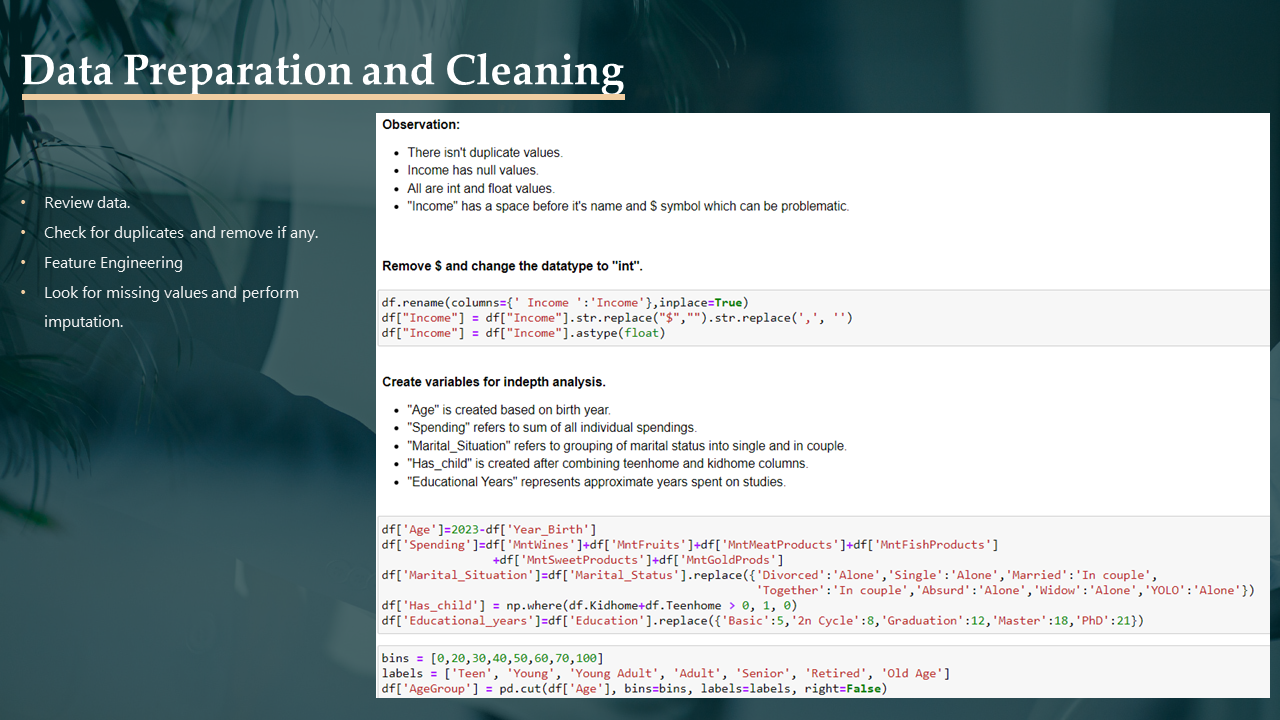 Data Preparation and Cleaning
• Review data.
• Check for duplicates and remove if any.
• Feature Engineering
• Look for missing values and perform
imputation.
Observation:
• There isn't duplicate values.
• Income has null values.
• All are int and float values.
• "Income" has a space before it's name and $ symbol which can be problematic.
Remove $ and change the datatype to "int".
df.rename(columns={' Income ':'Income'},inplace=True)
df["Income"] = df["Income"].str.replace("$","").str.replace(',', '')
df["Income"] = df["Income"].astype(float)
Create variables for indepth analysis.
• "Age" is created based on birth year.
• "Spending" refers to sum of all individual spendings.
• "Marital_Situation" refers to grouping of marital status into single and in couple.
• "Has_child" is created after combining teenhome and kidhome columns.
• "Educational Years" represents approximate years spent on studies.
df['Age']=2023-df['Year_Birth']
df['Spending']=df['MntWines']+df['MntFruits']+df['MntMeatProducts']+df['MntFishProducts']
+df['MntSweetProducts']+df['MntGoldProds']
df['Marital_Situation']=df['Marital_Status'].replace({'Divorced':'Alone','Single':'Alone','Married':'In couple',
'Together':'In couple','Absurd':'Alone','Widow':'Alone','YOLO':'Alone'})
df['Has_child'] = np.where(df.Kidhome+df.Teenhome > 0, 1, 0)
df['Educational_years']=df['Education'].replace({'Basic':5,'2n Cycle':8,'Graduation':12,'Master':18,'PhD':21})
bins = [0,20,30,40,50,60,70,100]
labels = ['Teen', 'Young', 'Young Adult', 'Adult', 'Senior', 'Retired', 'Old Age']
df['AgeGroup'] = pd.cut(df['Age'], bins=bins, labels=labels, right=False)